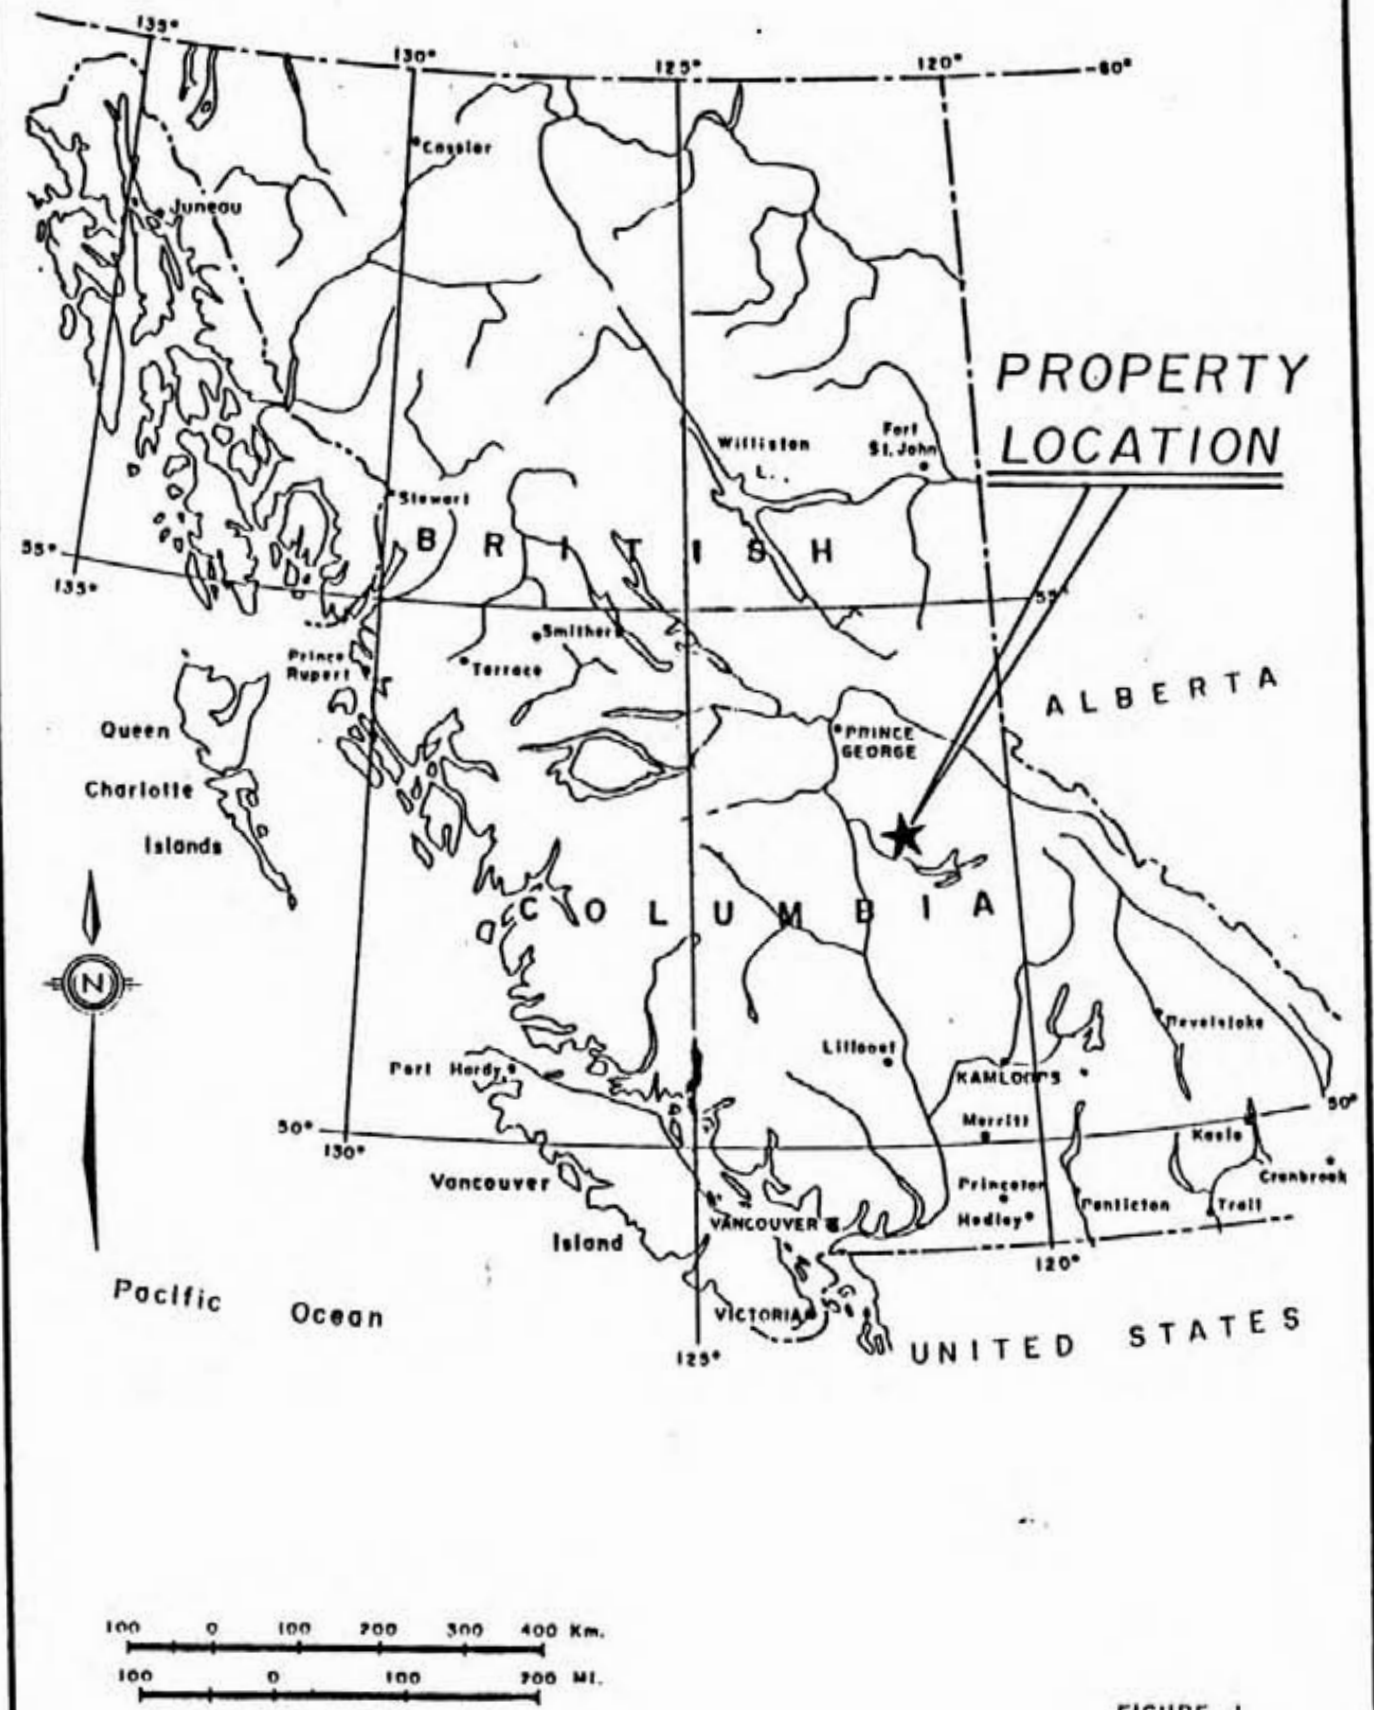 135° 130° 125° 120° 60°
Cassiar
Juneau
PROPERTY
LOCATION
Williston
L.
Fort
St. John
Stewart
BRITISH
55°
135°
55°
Smithers
Terrace
Prince
Rupert
ALBERTA
Queen
Charlotte
Islands
PRINCE
GEORGE
COLUMBIA
N
Revelstoke
Lillooet
Port Hardy
KAMLOOPS
50°
130°
50°
Merritt
Kaslo
Cranbrook
Vancouver
Island
Princeton
Hedley
Penticton
Trail
VANCOUVER
120°
Pacific Ocean
VICTORIA
125°
UNITED STATES
100 0 100 200 300 400 Km.
100 0 100 200 MI.
FIGURE